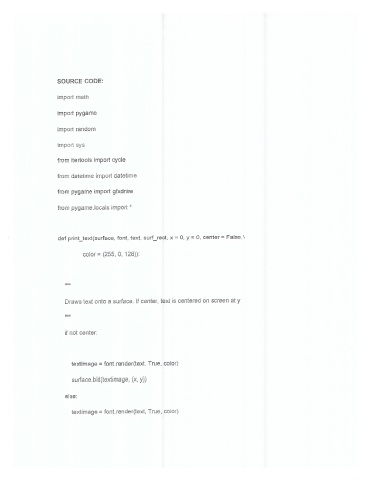 SOURCE CODE:
import math
import pygame
import random
import sys
from itertools import cycle
from datetime import datetime
from pygame import gfxdraw
from pygame.locals import *
def print_text(surface, font, text, surf_rect, x = 0, y = 0, center = False, \
color = (255, 0, 128)):
"""
Draws text onto a surface. If center, text is centered on screen at y
"""
if not center:
textimage = font.render(text, True, color)
surface.blit(textimage, (x, y))
else:
textimage = font.render(text, True, color)